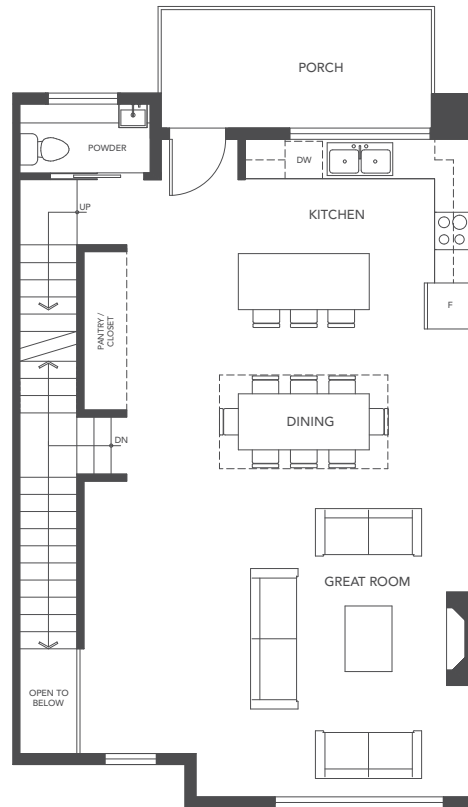 PORCH
POWDER
DW
UP
KITCHEN
F
PANTRY/
CLOSET
DINING
DN
GREAT ROOM
OPEN TO
BELOW